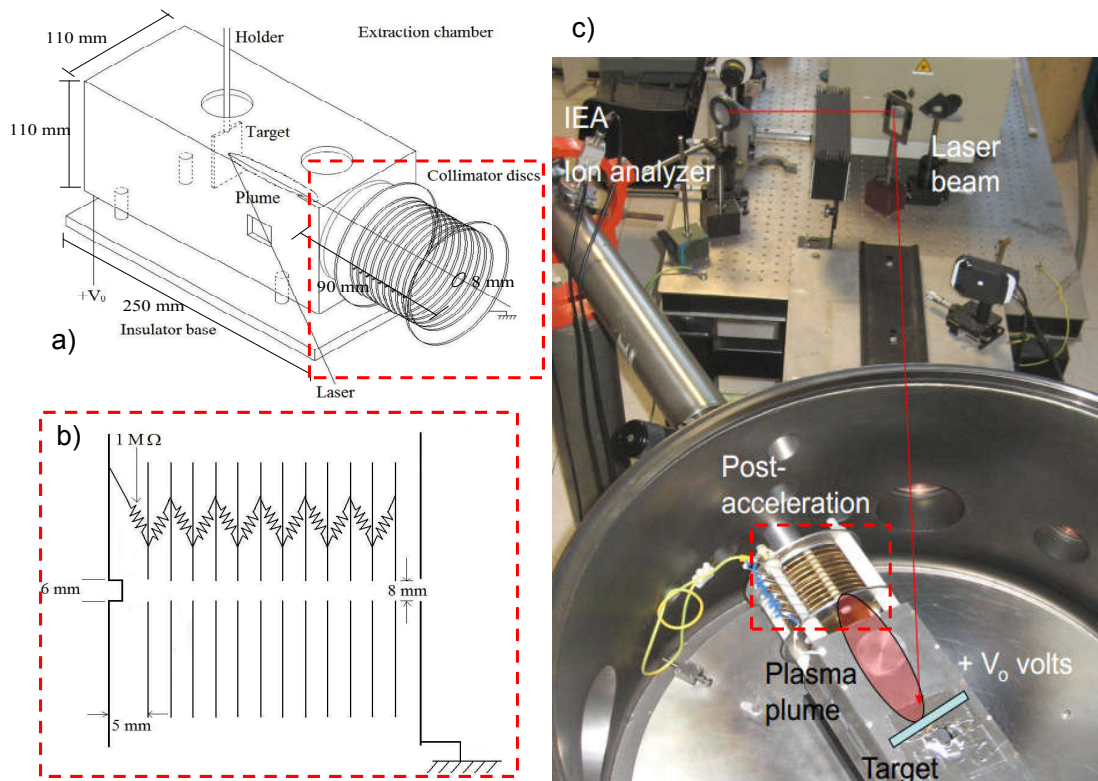 110 mm
Holder
Extraction chamber
110 mm
Target
Plume
Collimator discs
90 mm
8 mm
+V₀
250 mm
Insulator base
Laser
a)
b)
1 M Ω
6 mm
8 mm
5 mm
c)
IEA
Ion analyzer
Laser
beam
Post-
acceleration
+ Vₒ volts
Plasma
plume
Target